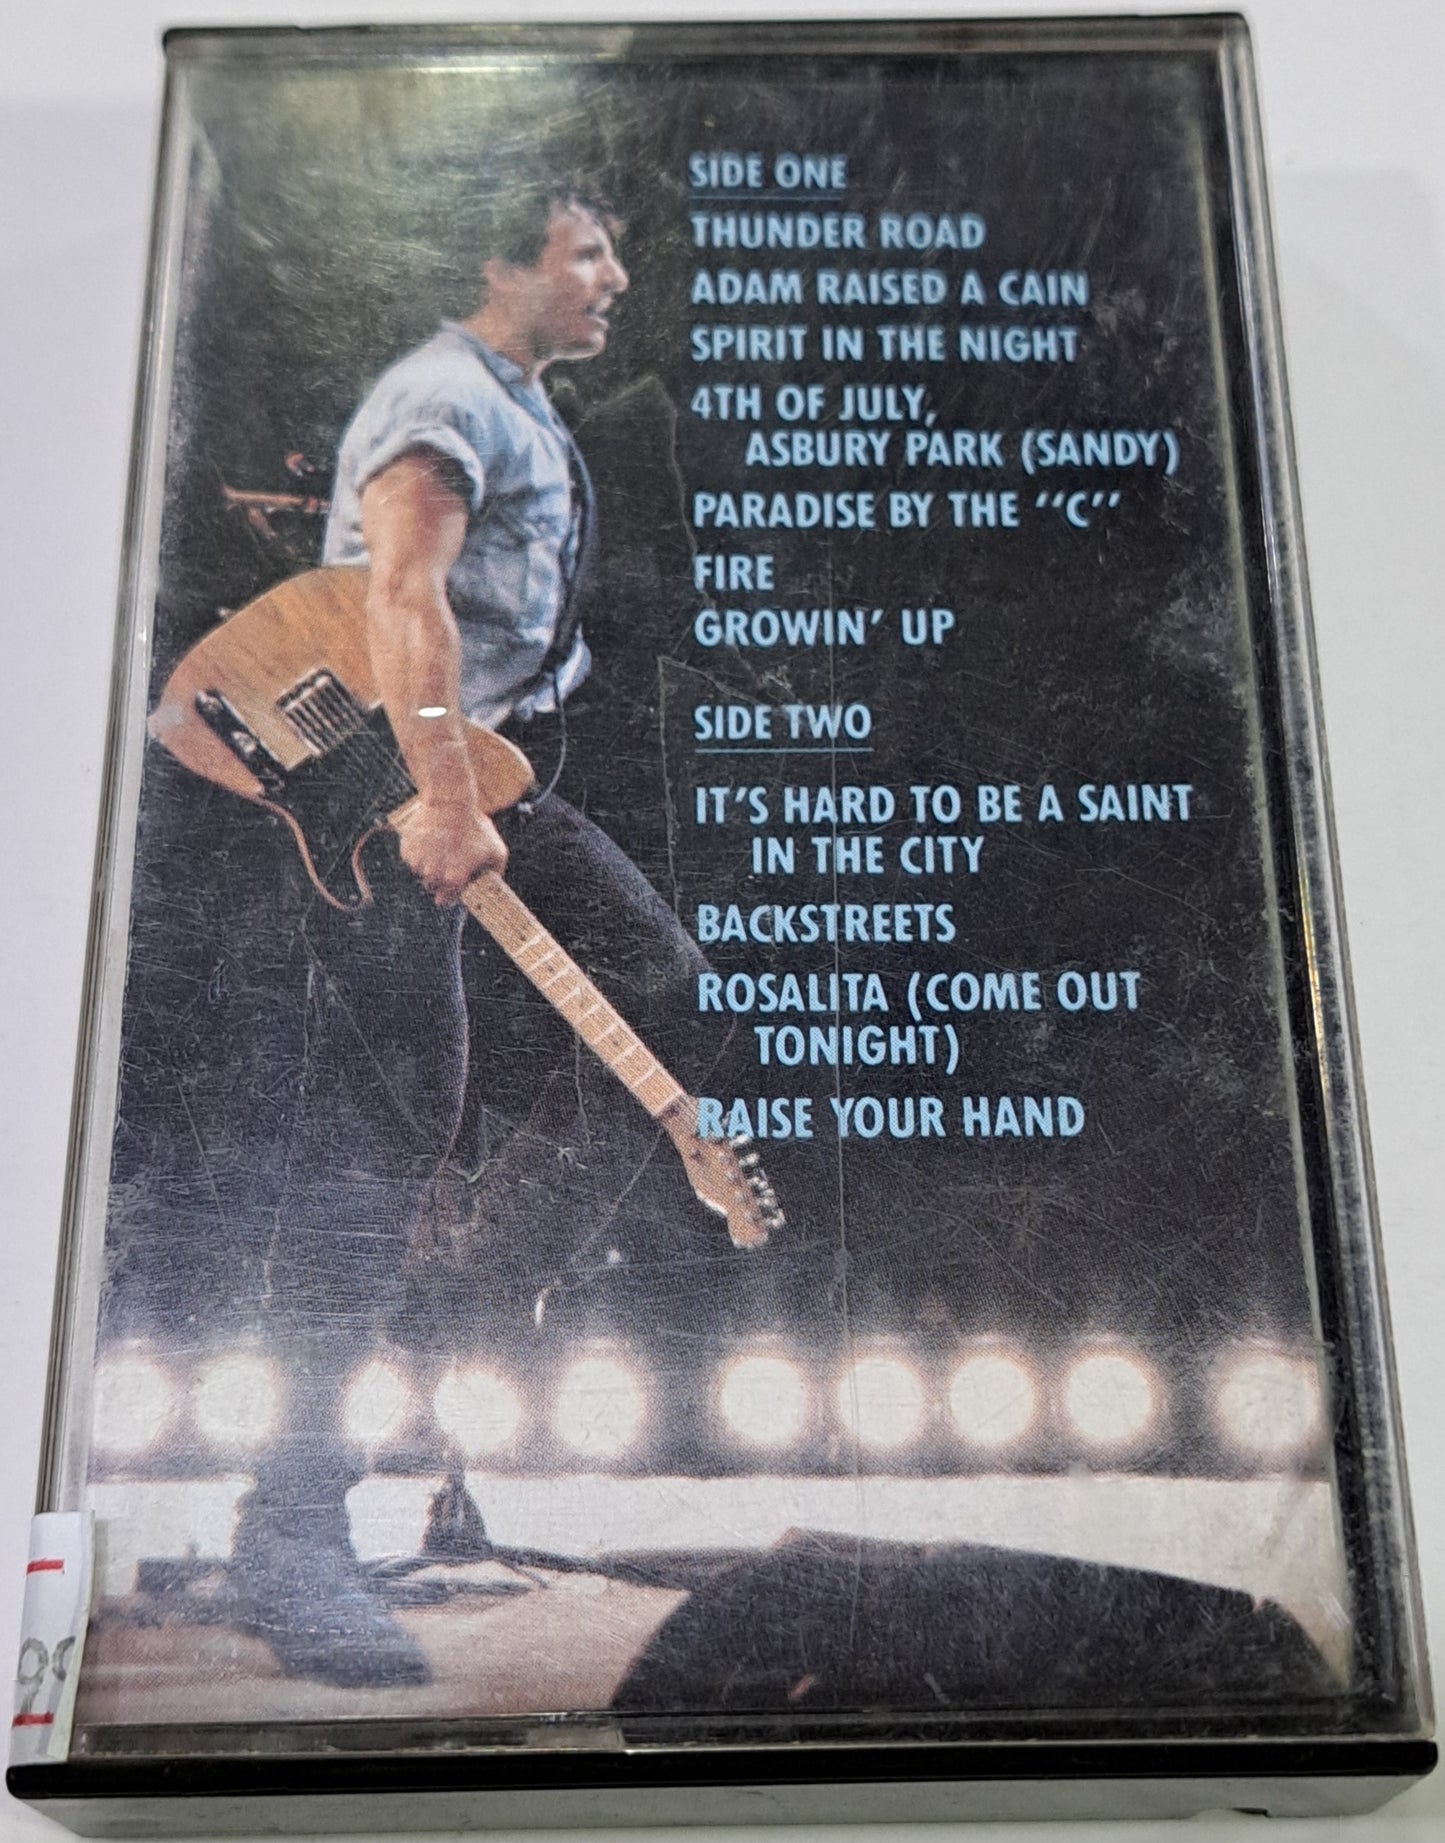 SIDE ONE
THUNDER ROAD
ADAM RAISED A CAIN
SPIRIT IN THE NIGHT
4TH OF JULY,
ASBURY PARK (SANDY)
PARADISE BY THE "C"
FIRE
GROWIN' UP
SIDE TWO
IT'S HARD TO BE A SAINT
IN THE CITY
BACKSTREETS
ROSALITA (COME OUT
TONIGHT)
RAISE YOUR HAND